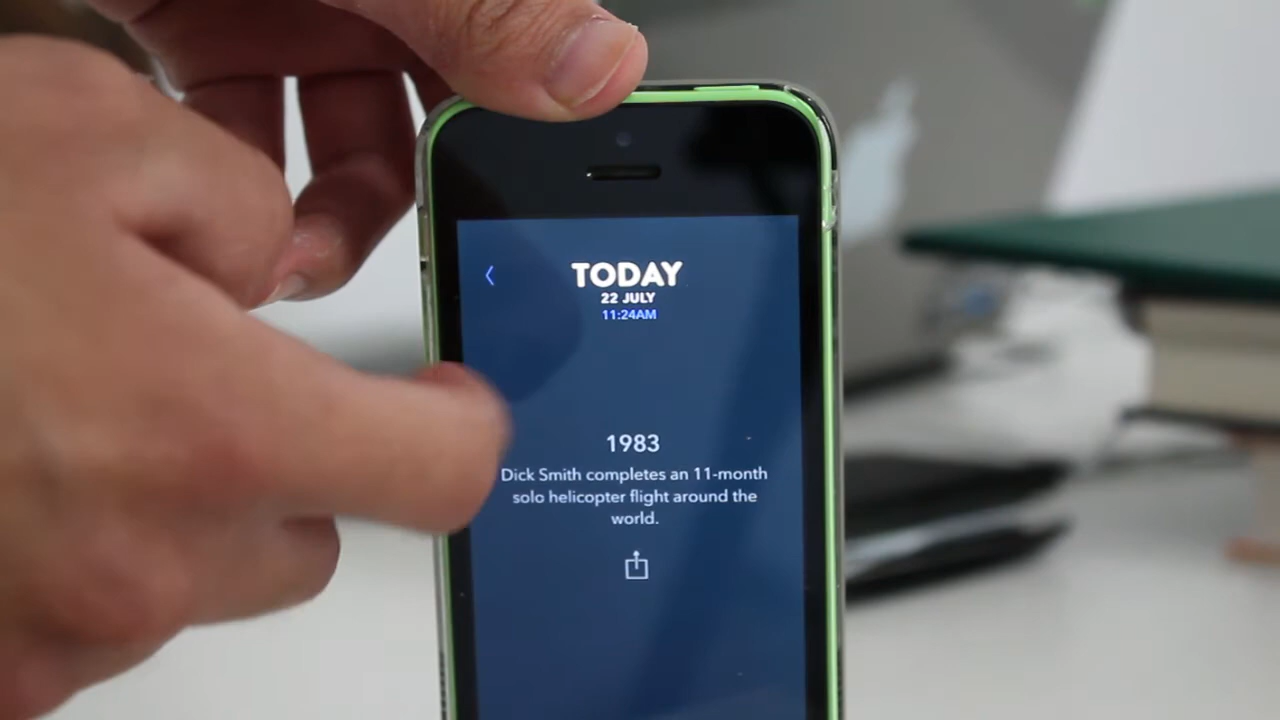 TODAY
22 JULY
11:24AM
1983
Dick Smith completes an 11-month
solo helicopter flight around the
world.